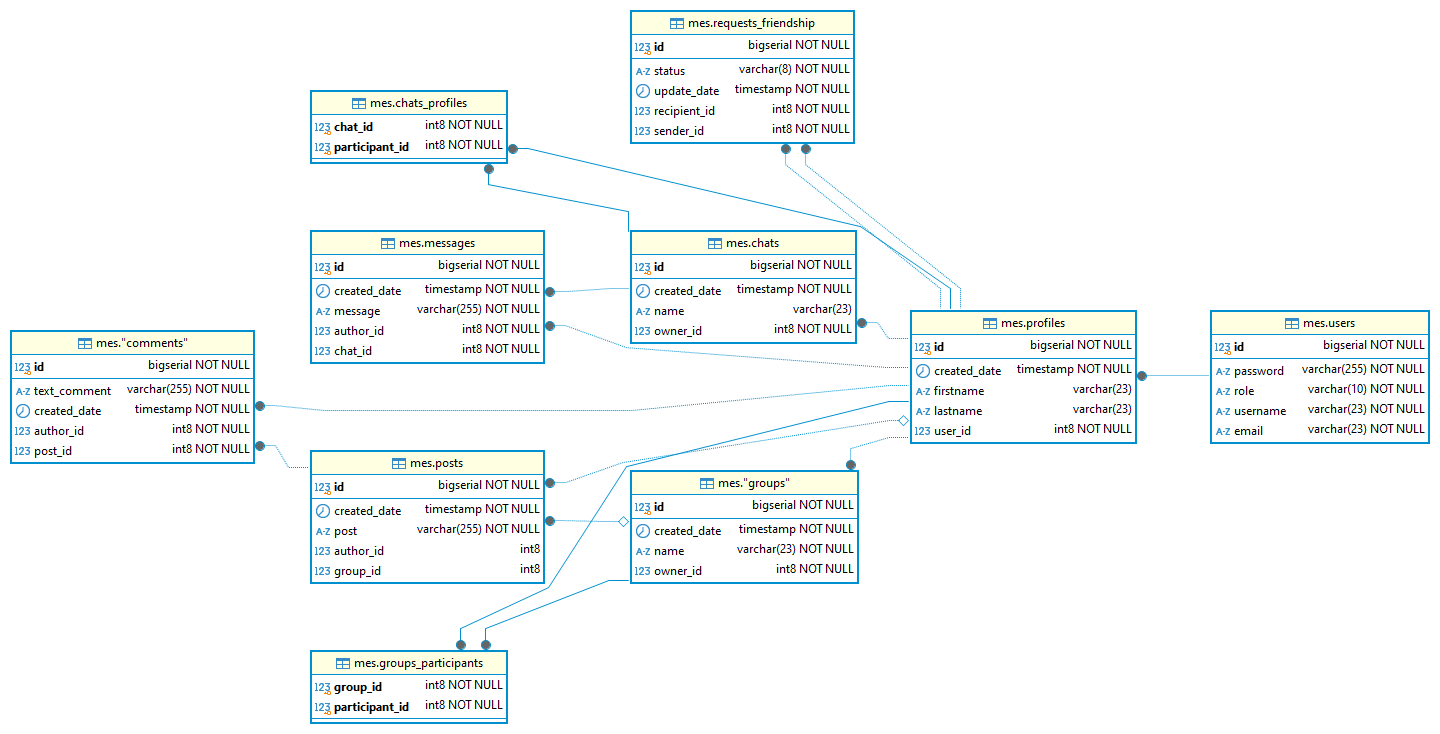 mes.requests_friendship
123 id bigserial NOT NULL
A-Z status varchar(8) NOT NULL
update_date timestamp NOT NULL
123 recipient_id int8 NOT NULL
123 sender_id int8 NOT NULL
mes.chats_profiles
123 chat_id int8 NOT NULL
123 participant_id int8 NOT NULL
mes.messages
123 id bigserial NOT NULL
created_date timestamp NOT NULL
A-Z message varchar(255) NOT NULL
123 author_id int8 NOT NULL
123 chat_id int8 NOT NULL
mes.chats
123 id bigserial NOT NULL
created_date timestamp NOT NULL
A-Z name varchar(23)
123 owner_id int8 NOT NULL
mes.profiles
123 id bigserial NOT NULL
created_date timestamp NOT NULL
A-Z firstname varchar(23)
A-Z lastname varchar(23)
123 user_id int8 NOT NULL
mes.users
123 id bigserial NOT NULL
A-Z password varchar(255) NOT NULL
A-Z role varchar(10) NOT NULL
A-Z username varchar(23) NOT NULL
A-Z email varchar(23) NOT NULL
mes."comments"
123 id bigserial NOT NULL
A-Z text_comment varchar(255) NOT NULL
created_date timestamp NOT NULL
123 author_id int8 NOT NULL
123 post_id int8 NOT NULL
mes.posts
123 id bigserial NOT NULL
created_date timestamp NOT NULL
A-Z post varchar(255) NOT NULL
123 author_id int8
123 group_id int8
mes."groups"
123 id bigserial NOT NULL
created_date timestamp NOT NULL
A-Z name varchar(23) NOT NULL
123 owner_id int8 NOT NULL
mes.groups_participants
123 group_id int8 NOT NULL
123 participant_id int8 NOT NULL